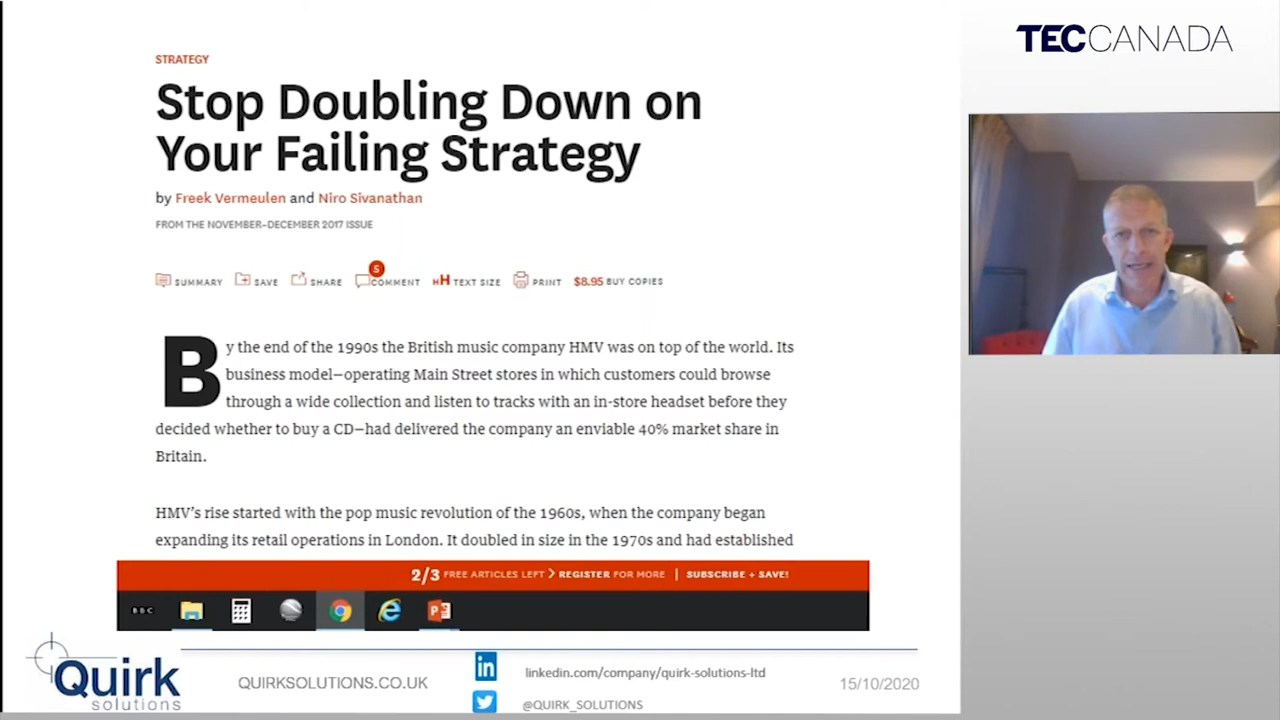 STRATEGY
Stop Doubling Down on
Your Failing Strategy
by Freek Vermeulen and Niro Sivanathan
FROM THE NOVEMBER–DECEMBER 2017 ISSUE
SUMMARY SAVE SHARE 5 COMMENT HH TEXT SIZE PRINT $8.95 BUY COPIES
By the end of the 1990s the British music company HMV was on top of the world. Its
business model—operating Main Street stores in which customers could browse
through a wide collection and listen to tracks with an in-store headset before they
decided whether to buy a CD—had delivered the company an enviable 40% market share in
Britain.
HMV's rise started with the pop music revolution of the 1960s, when the company began
expanding its retail operations in London. It doubled in size in the 1970s and had established
2/3 FREE ARTICLES LEFT > REGISTER FOR MORE | SUBSCRIBE + SAVE!
BBC
Quirk
solutions
QUIRKSOLUTIONS.CO.UK
in linkedin.com/company/quirk-solutions-ltd
@QUIRK_SOLUTIONS
15/10/2020
TECCANADA